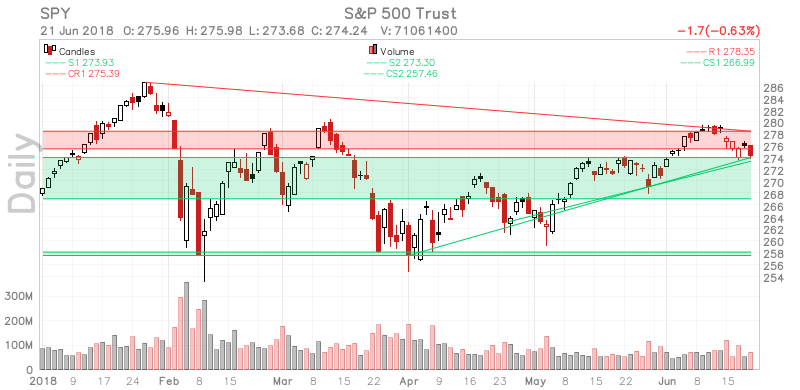 SPY S&P 500 Trust
21 Jun 2018 O: 275.96 H: 275.98 L: 273.68 C: 274.24 V: 71061400 −1.7(−0.63%)
Candles Volume R1 278.35
S1 273.93 S2 273.30 CS1 266.99
CR1 275.39 CS2 257.46
Daily
286
284
282
280
278
276
274
272
270
268
266
264
262
260
258
256
254
300M
200M
100M
0
2018 9 17 24 Feb 8 15 Mar 8 15 22 Apr 9 16 23 May 8 15 22 Jun 8 15